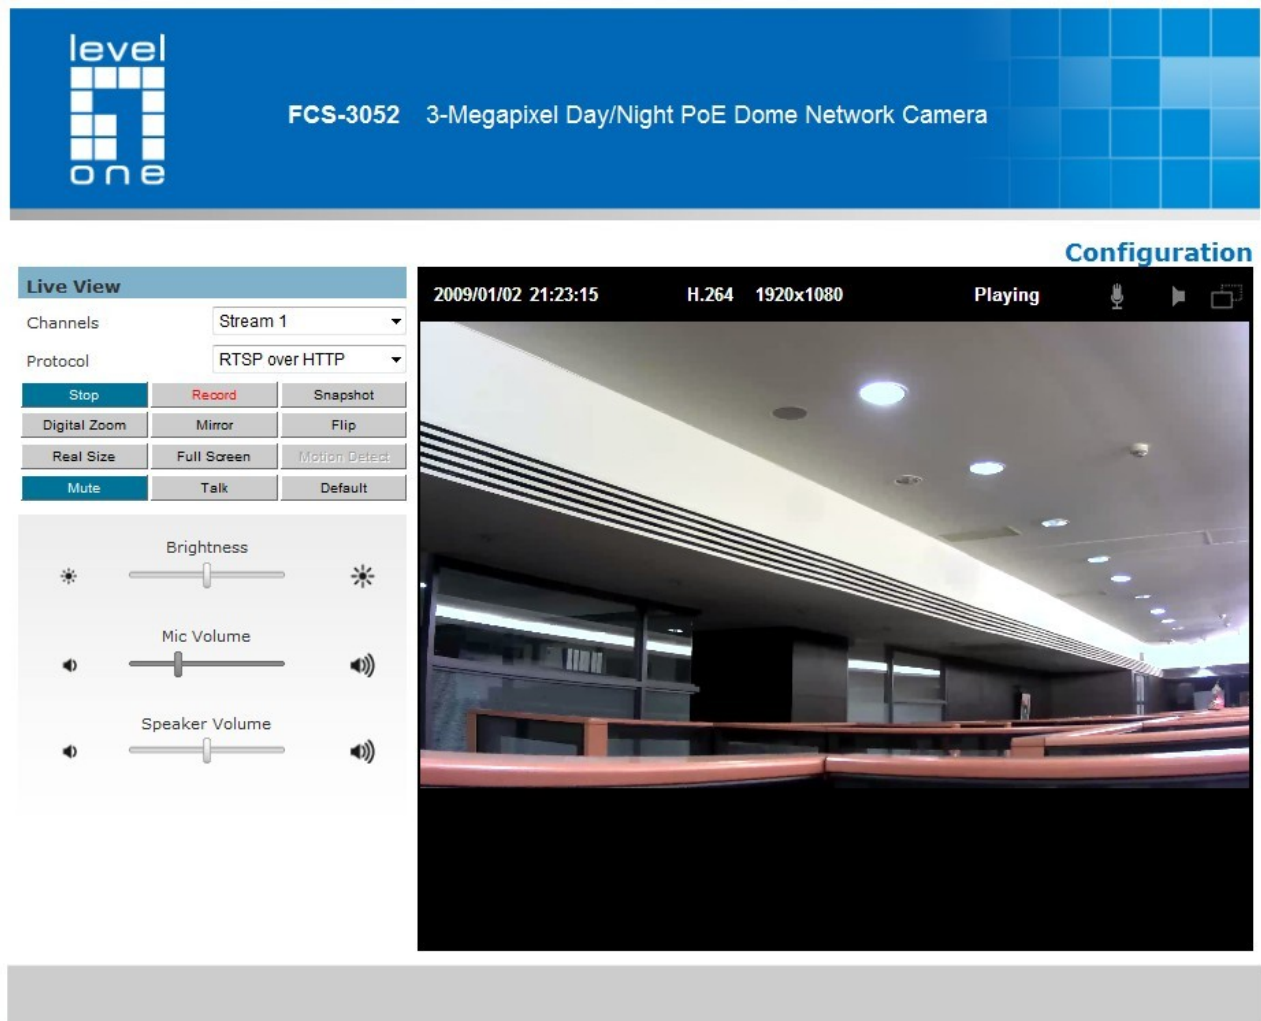 level
one
FCS-3052 3-Megapixel Day/Night PoE Dome Network Camera
Configuration
Live View
Channels Stream 1
Protocol RTSP over HTTP
Stop Record Snapshot
Digital Zoom Mirror Flip
Real Size Full Screen Motion Detect
Mute Talk Default
Brightness
Mic Volume
Speaker Volume
2009/01/02 21:23:15 H.264 1920x1080 Playing